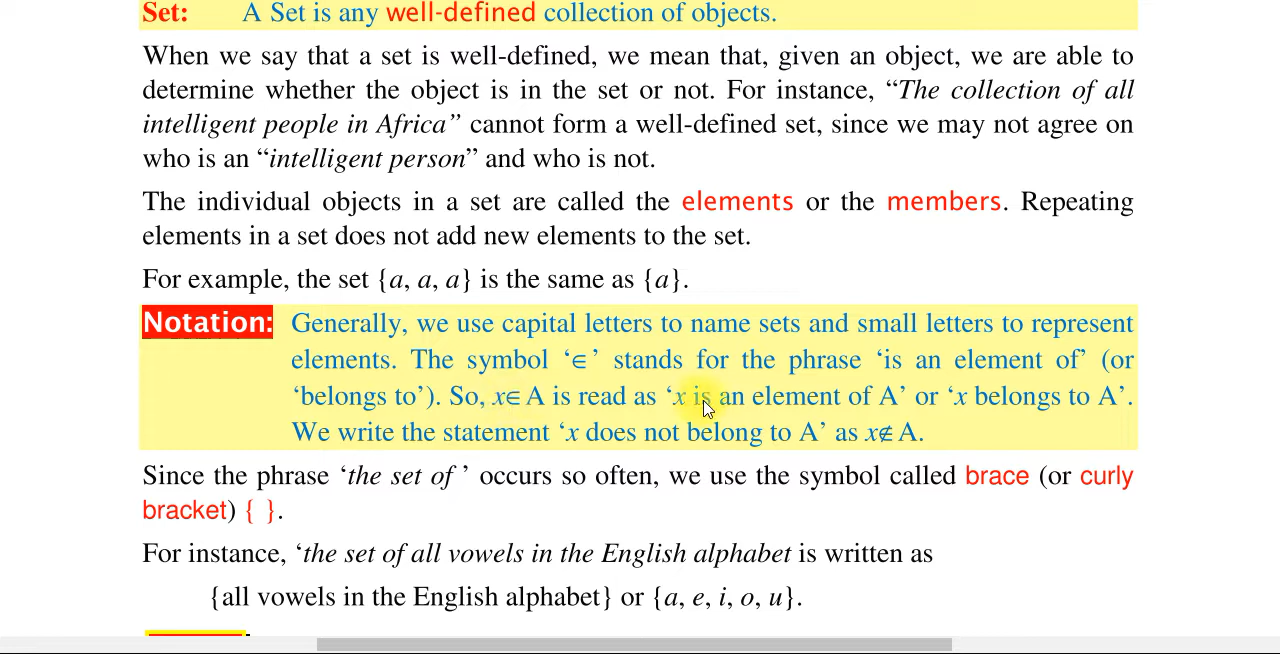 Set: A Set is any well-defined collection of objects.
When we say that a set is well-defined, we mean that, given an object, we are able to
determine whether the object is in the set or not. For instance, “The collection of all
intelligent people in Africa” cannot form a well-defined set, since we may not agree on
who is an “intelligent person” and who is not.
The individual objects in a set are called the elements or the members. Repeating
elements in a set does not add new elements to the set.
For example, the set {a, a, a} is the same as {a}.
Notation: Generally, we use capital letters to name sets and small letters to represent
elements. The symbol ‘∈’ stands for the phrase ‘is an element of’ (or
‘belongs to’). So, x∈ A is read as ‘x is an element of A’ or ‘x belongs to A’.
We write the statement ‘x does not belong to A’ as x∉ A.
Since the phrase ‘the set of ’ occurs so often, we use the symbol called brace (or curly
bracket) { }.
For instance, ‘the set of all vowels in the English alphabet is written as
{all vowels in the English alphabet} or {a, e, i, o, u}.